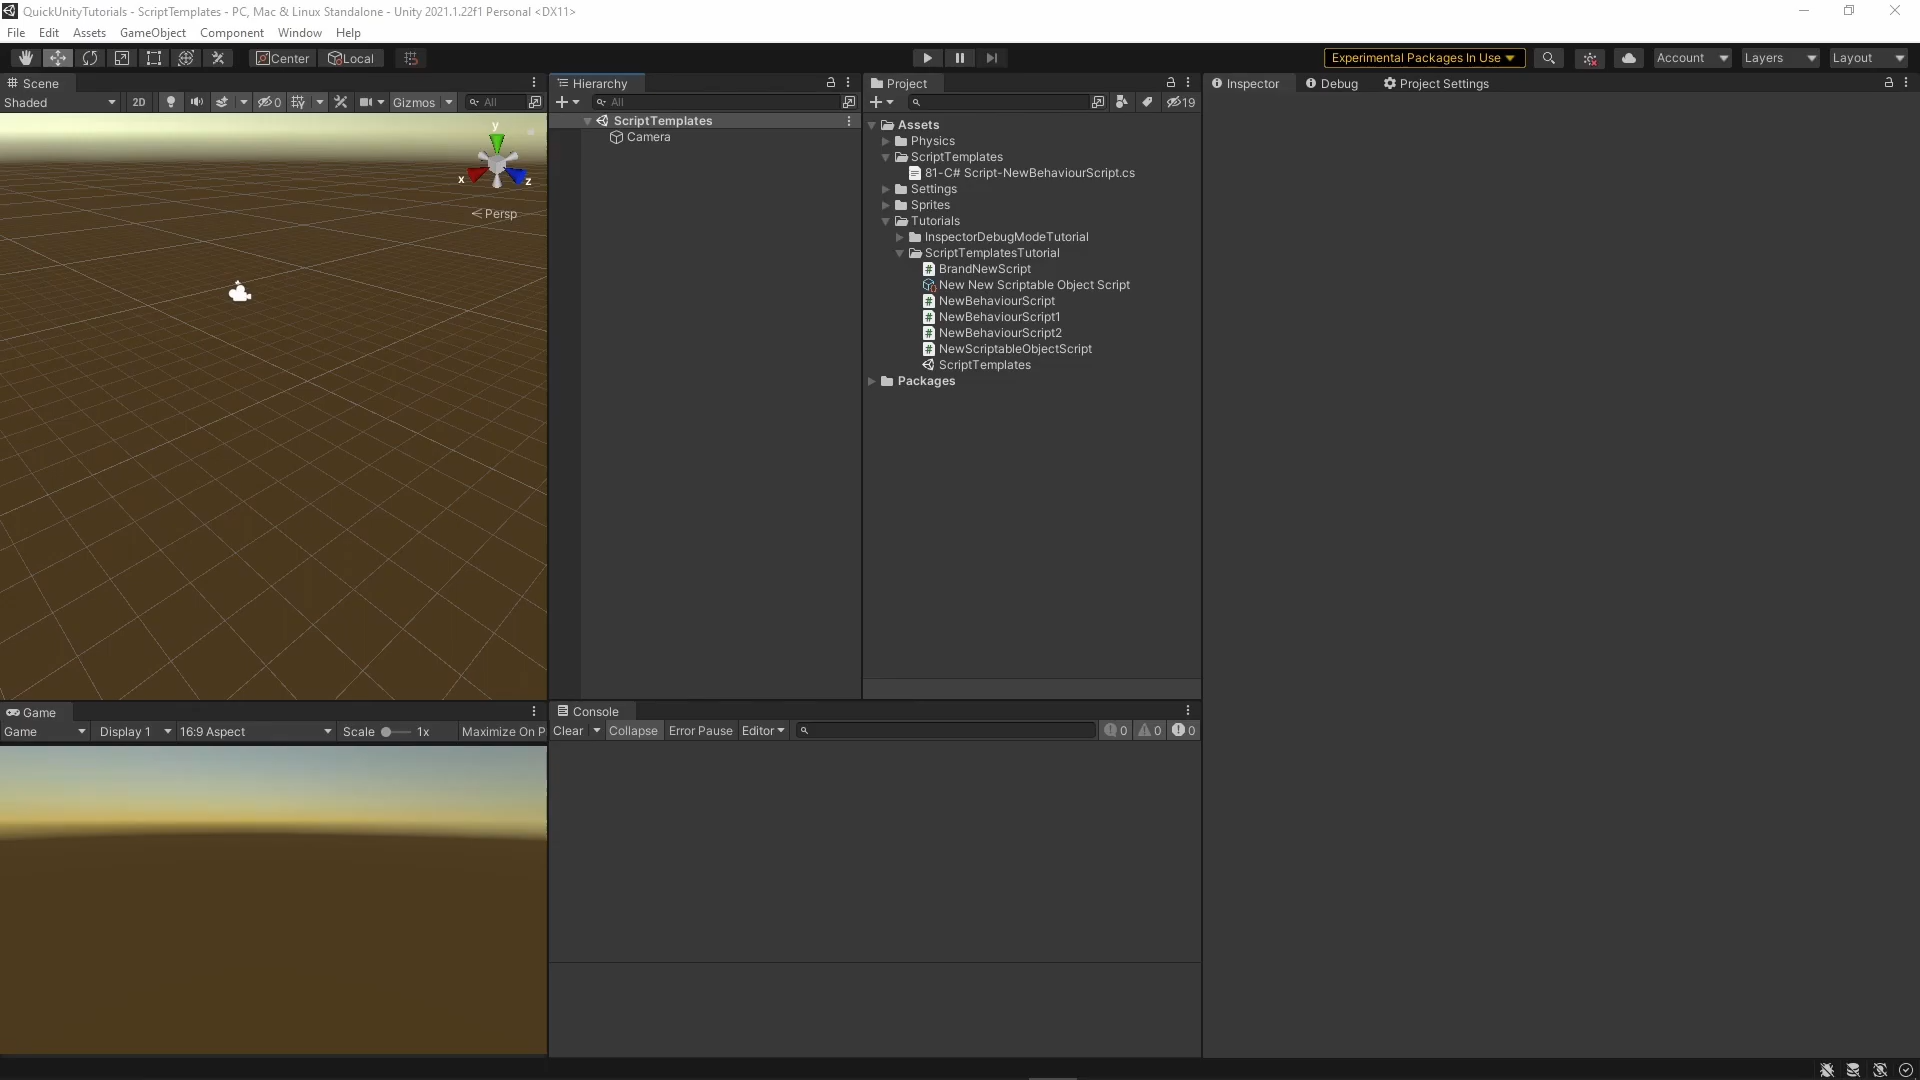 QuickUnityTutorials - ScriptTemplates - PC, Mac & Linux Standalone - Unity 2021.1.22f1 Personal <DX11>
File Edit Assets GameObject Component Window Help
Center Local Experimental Packages In Use Account Layers Layout
Scene
Shaded 2D 0 Gizmos All
y
x z
Persp
Hierarchy
All
ScriptTemplates
Camera
Project
19
Assets
Physics
ScriptTemplates
81-C# Script-NewBehaviourScript.cs
Settings
Sprites
Tutorials
InspectorDebugModeTutorial
ScriptTemplatesTutorial
BrandNewScript
New New Scriptable Object Script
NewBehaviourScript
NewBehaviourScript1
NewBehaviourScript2
NewScriptableObjectScript
ScriptTemplates
Packages
Inspector Debug Project Settings
Game
Game Display 1 16:9 Aspect Scale 1x Maximize On P
Console
Clear Collapse Error Pause Editor 0 0 0